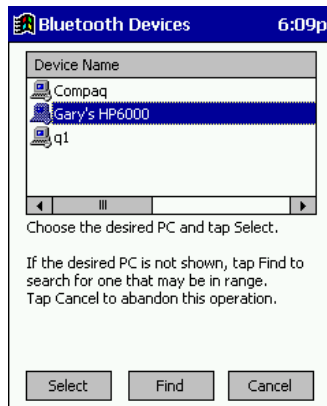 Bluetooth Devices 6:09p
Device Name
Compaq
Gary's HP6000
q1
Choose the desired PC and tap Select.
If the desired PC is not shown, tap Find to
search for one that may be in range.
Tap Cancel to abandon this operation.
Select Find Cancel